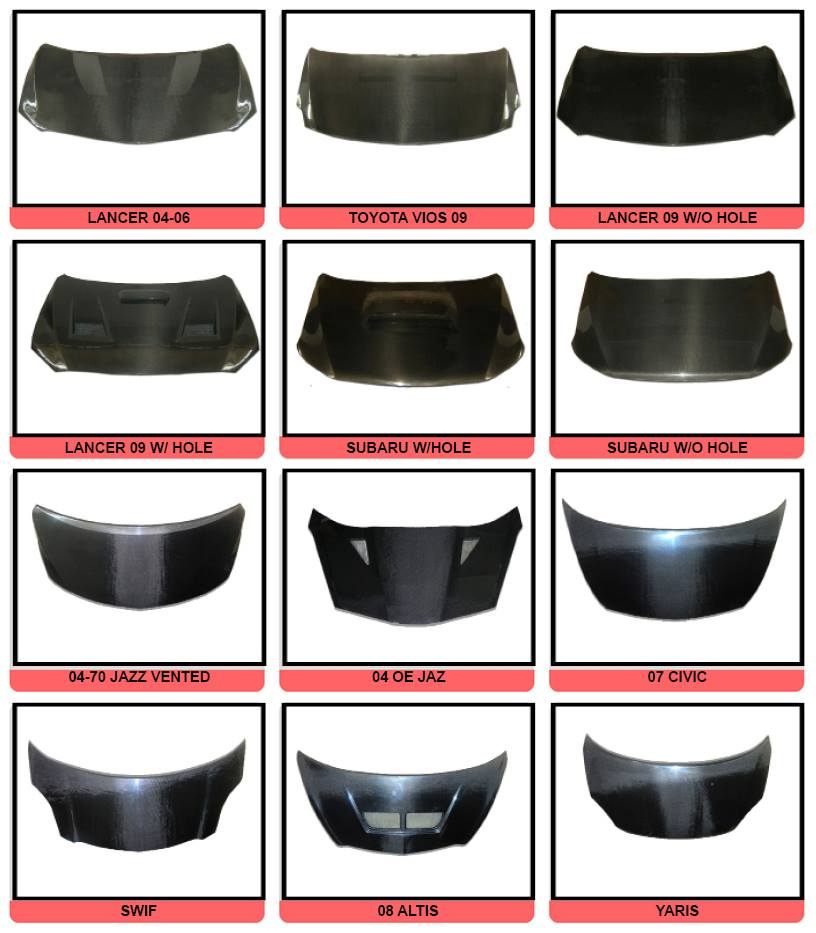 LANCER 04-06
TOYOTA VIOS 09
LANCER 09 W/O HOLE
LANCER 09 W/ HOLE
SUBARU W/HOLE
SUBARU W/O HOLE
04-70 JAZZ VENTED
04 OE JAZ
07 CIVIC
SWIF
08 ALTIS
YARIS